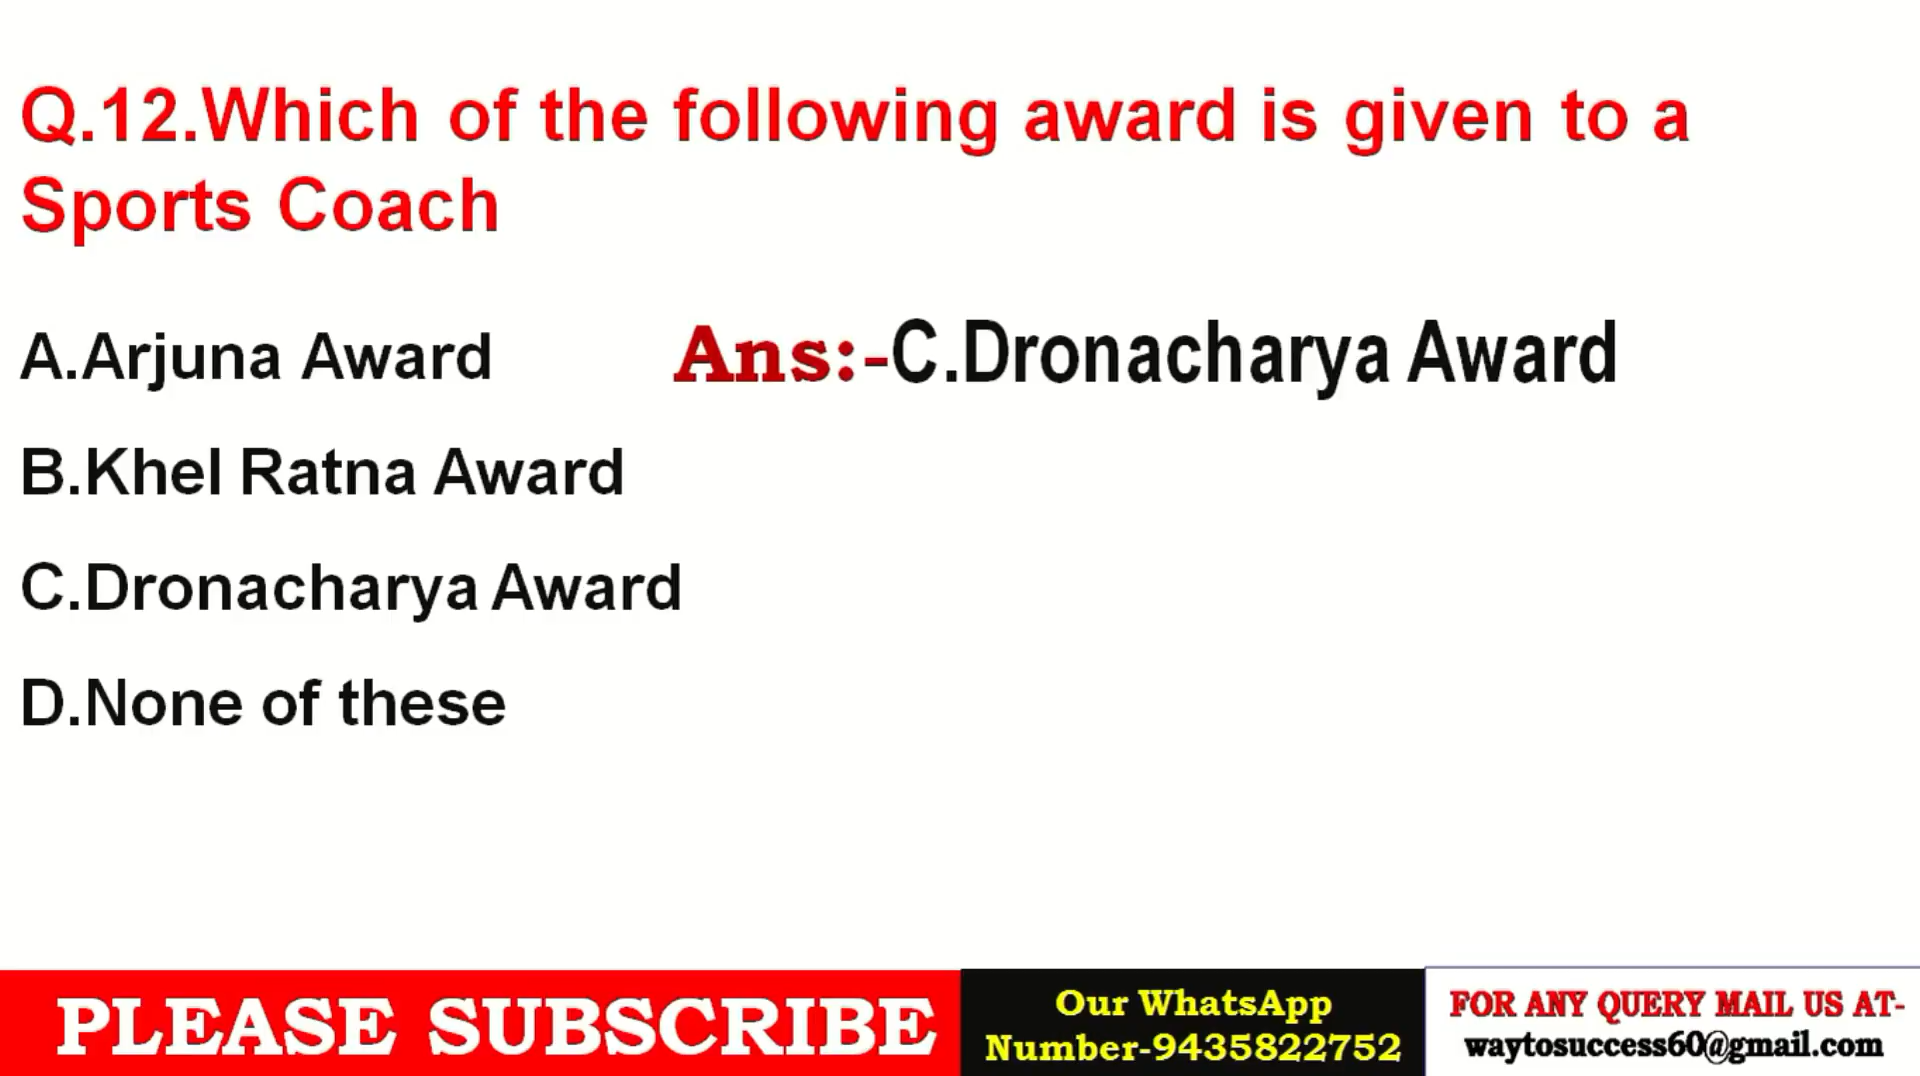 Q.12.Which of the following award is given to a
Sports Coach
A.Arjuna Award
Ans:-C.Dronacharya Award
B.Khel Ratna Award
C.Dronacharya Award
D.None of these
PLEASE SUBSCRIBE
Our WhatsApp
Number-9435822752
FOR ANY QUERY MAIL US AT-
waytosuccess60@gmail.com